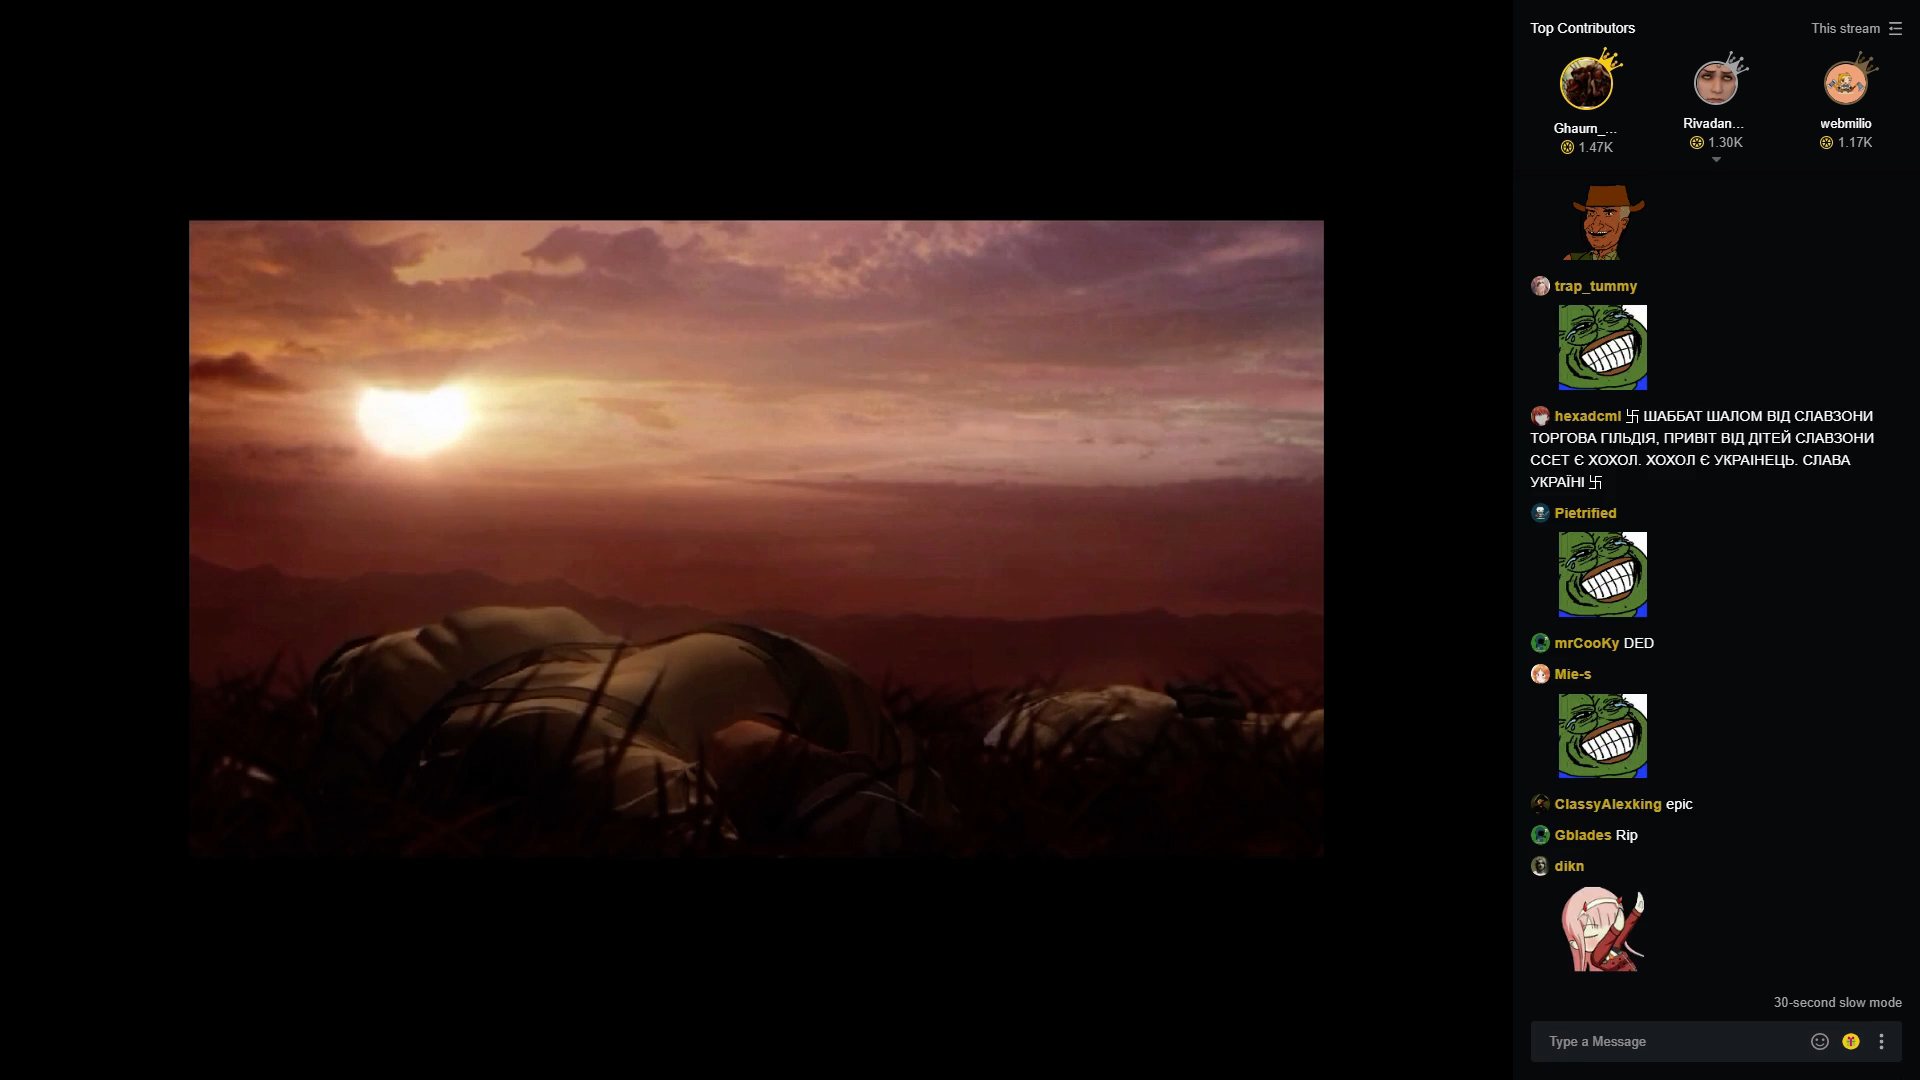 Top Contributors
This stream
Ghaurn_...
1.47K
Rivadan...
1.30K
webmilio
1.17K
trap_tummy
hexadcml 卐 ШАББАТ ШАЛОМ ВІД СЛАВЗОНИ
ТОРГОВА ГІЛЬДІЯ, ПРИВІТ ВІД ДІТЕЙ СЛАВЗОНИ
ССЕТ Є ХОХОЛ. ХОХОЛ Є УКРАІНЕЦЬ. СЛАВА
УКРАЇНІ 卐
Pietrified
mrCooKy DED
Mie-s
ClassyAlexking epic
Gblades Rip
dikn
30-second slow mode
Type a Message